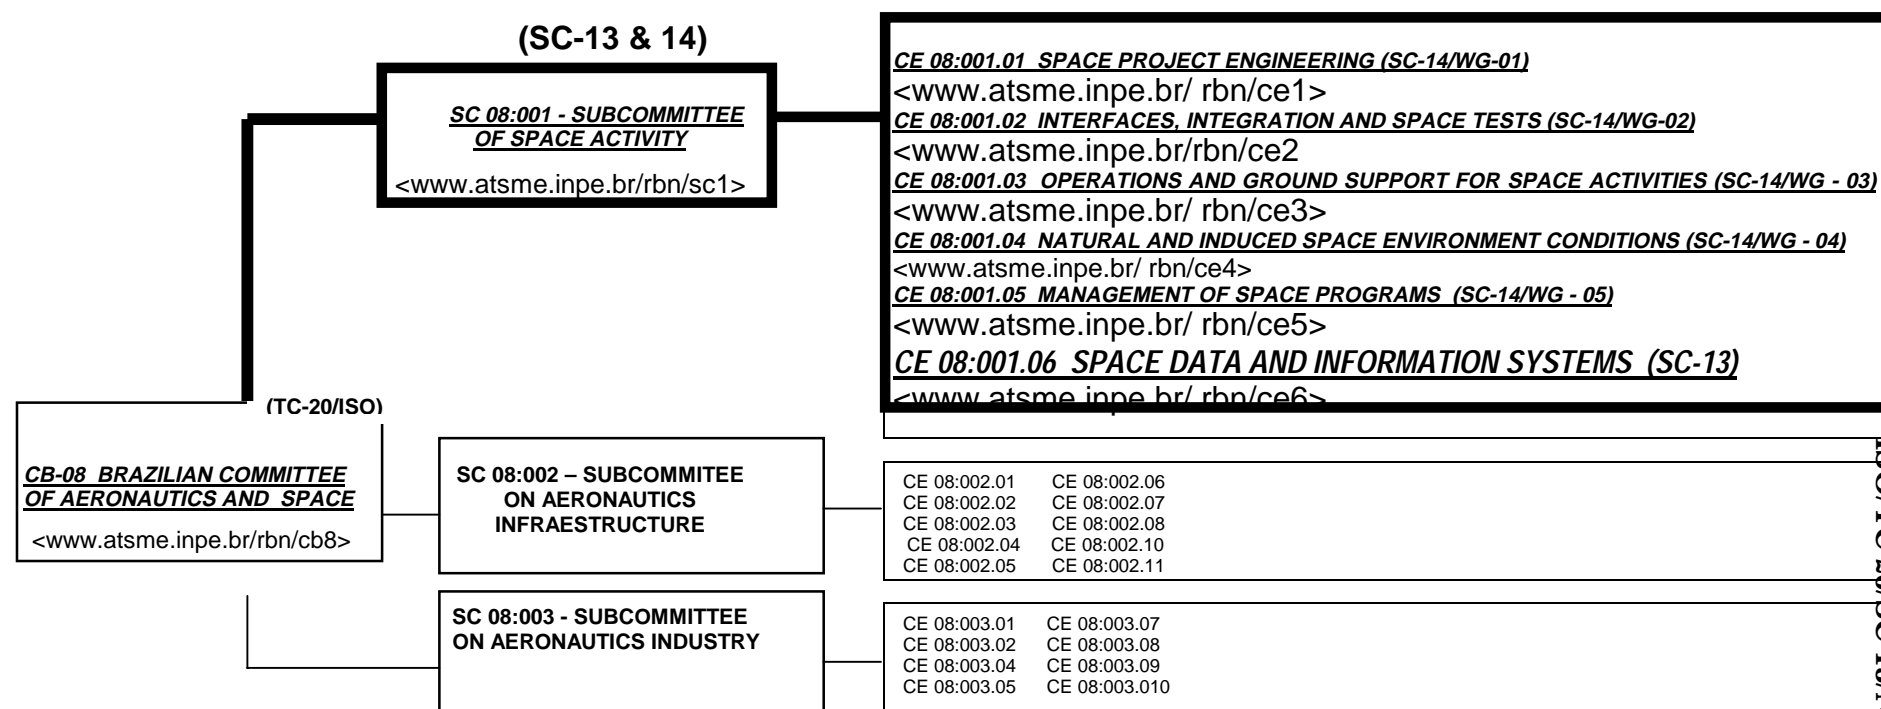 (SC-13 & 14)
SC 08:001 - SUBCOMMITTEE
OF SPACE ACTIVITY
<www.atsme.inpe.br/rbn/sc1>
CE 08:001.01 SPACE PROJECT ENGINEERING (SC-14/WG-01)
<www.atsme.inpe.br/ rbn/ce1>
CE 08:001.02 INTERFACES, INTEGRATION AND SPACE TESTS (SC-14/WG-02)
<www.atsme.inpe.br/rbn/ce2
CE 08:001.03 OPERATIONS AND GROUND SUPPORT FOR SPACE ACTIVITIES (SC-14/WG - 03)
<www.atsme.inpe.br/ rbn/ce3>
CE 08:001.04 NATURAL AND INDUCED SPACE ENVIRONMENT CONDITIONS (SC-14/WG - 04)
<www.atsme.inpe.br/ rbn/ce4>
CE 08:001.05 MANAGEMENT OF SPACE PROGRAMS (SC-14/WG - 05)
<www.atsme.inpe.br/ rbn/ce5>
CE 08:001.06 SPACE DATA AND INFORMATION SYSTEMS (SC-13)
<www.atsme.inpe.br/ rbn/ce6>
(TC-20/ISO)
CB-08 BRAZILIAN COMMITTEE
OF AERONAUTICS AND SPACE
<www.atsme.inpe.br/rbn/cb8>
SC 08:002 – SUBCOMMITEE
ON AERONAUTICS
INFRAESTRUCTURE
CE 08:002.01 CE 08:002.06
CE 08:002.02 CE 08:002.07
CE 08:002.03 CE 08:002.08
CE 08:002.04 CE 08:002.10
CE 08:002.05 CE 08:002.11
SC 08:003 - SUBCOMMITTEE
ON AERONAUTICS INDUSTRY
CE 08:003.01 CE 08:003.07
CE 08:003.02 CE 08:003.08
CE 08:003.04 CE 08:003.09
CE 08:003.05 CE 08:003.010